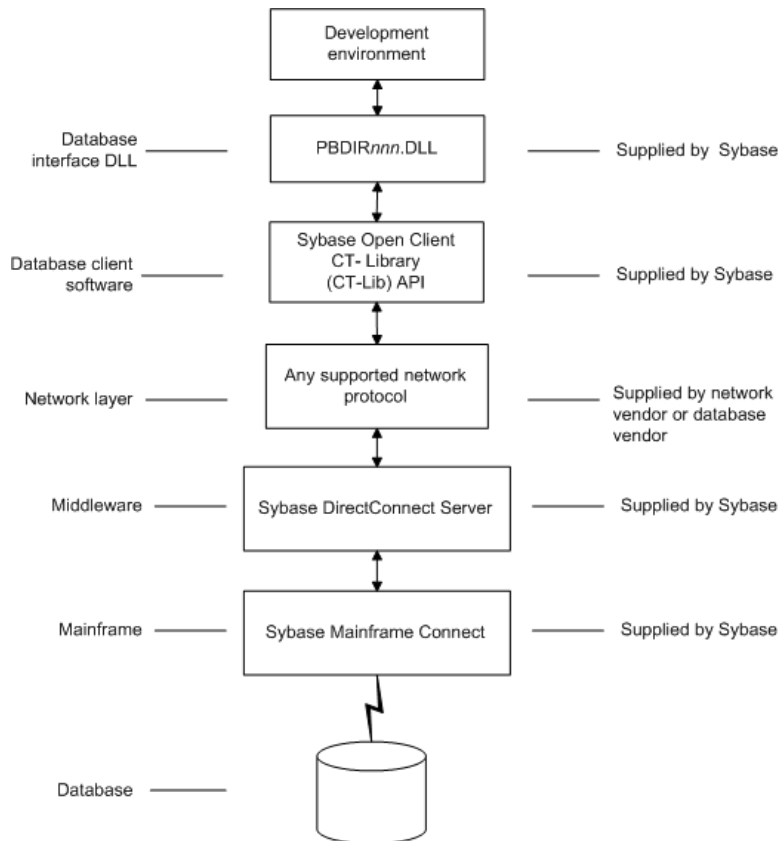 Development
environment
Database
interface DLL
PBDIRnnn.DLL
Supplied by Sybase
Database client
software
Sybase Open Client
CT- Library
(CT-Lib) API
Supplied by Sybase
Network layer
Any supported network
protocol
Supplied by network
vendor or database
vendor
Middleware
Sybase DirectConnect Server
Supplied by Sybase
Mainframe
Sybase Mainframe Connect
Supplied by Sybase
Database